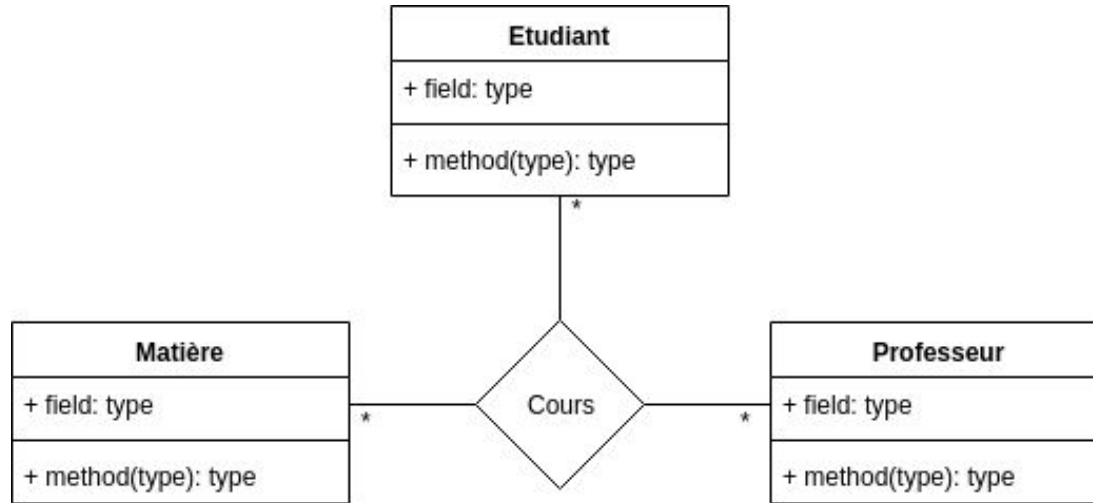 Etudiant
+ field: type
+ method(type): type
*
Matière
+ field: type
+ method(type): type
*
Cours
*
Professeur
+ field: type
+ method(type): type